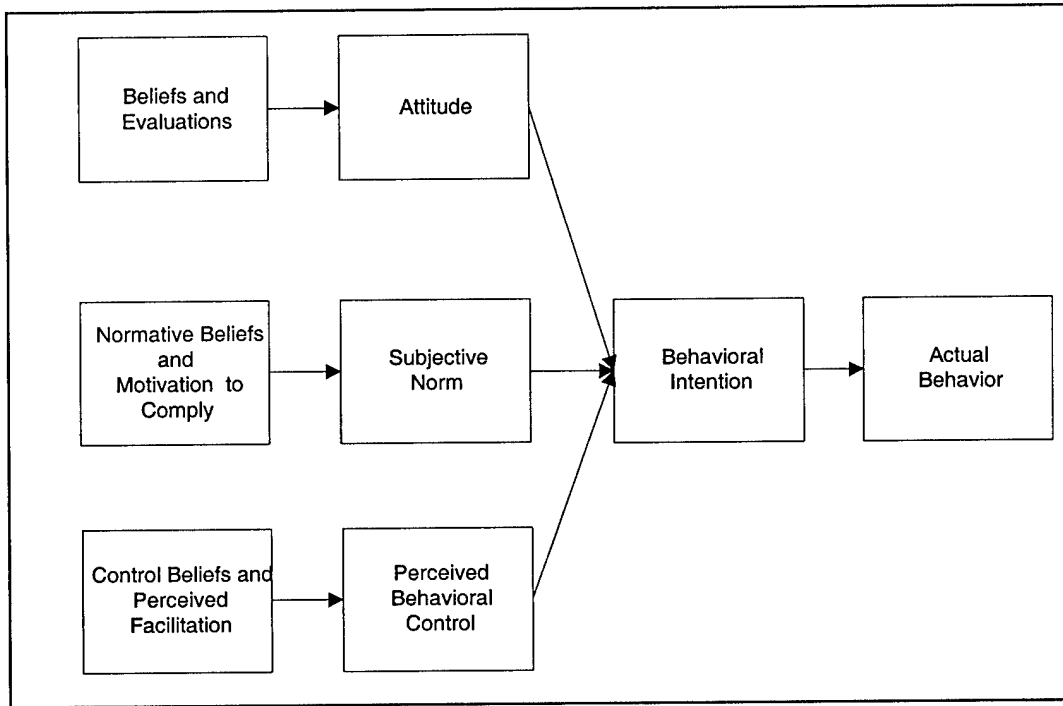 Beliefs and
Evaluations
Attitude
Normative Beliefs
and
Motivation to
Comply
Subjective
Norm
Behavioral
Intention
Actual
Behavior
Control Beliefs and
Perceived
Facilitation
Perceived
Behavioral
Control